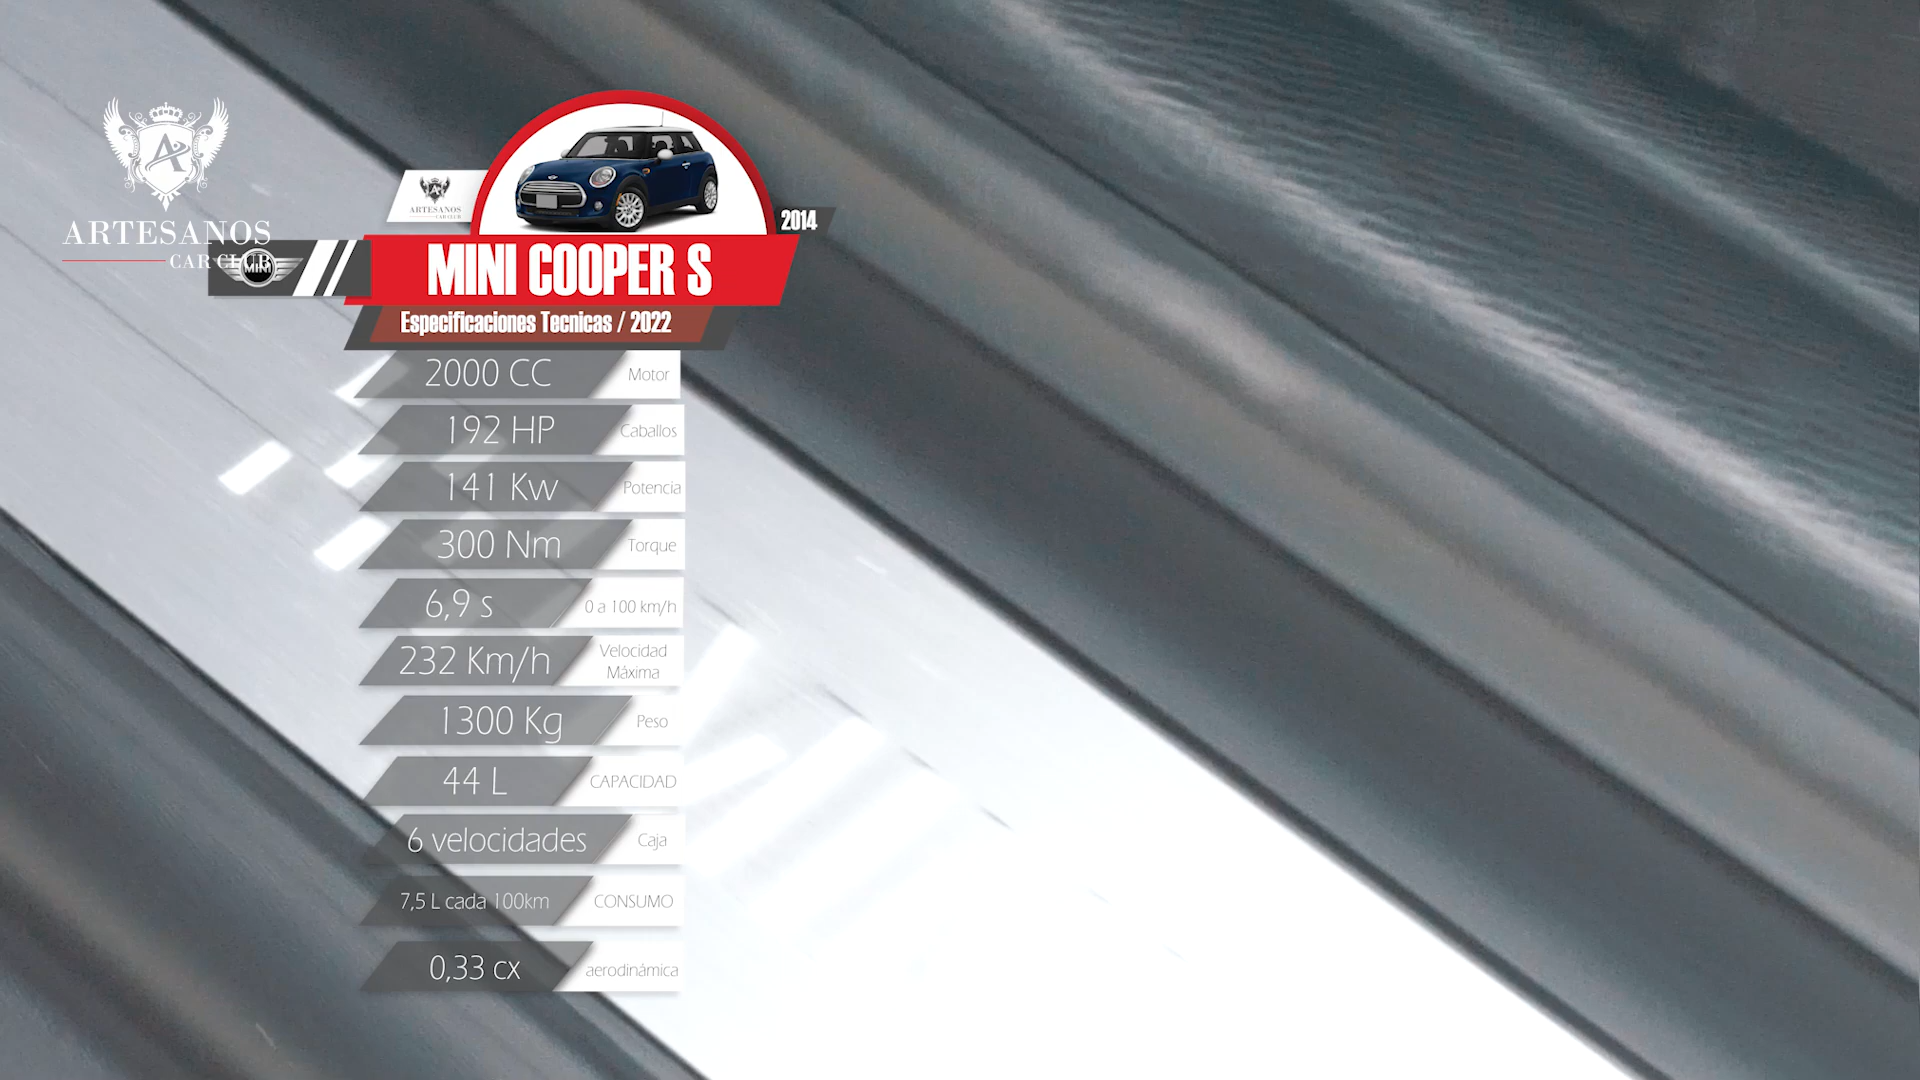 ARTESANOS
CAR CLUB
ARTESANOS
CAR CLUB
2014
MINI
MINI COOPER S
Especificaciones Tecnicas / 2022
2000 CC Motor
192 HP Caballos
141 Kw Potencia
300 Nm Torque
6,9 s 0 a 100 km/h
232 Km/h Velocidad
Máxima
1300 Kg Peso
44 L CAPACIDAD
6 velocidades Caja
7,5 L cada 100km CONSUMO
0,33 cx aerodinámica